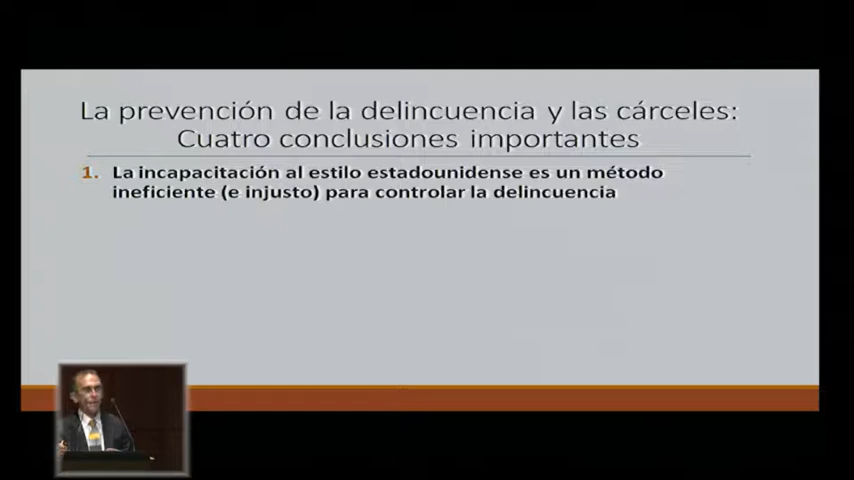 La prevención de la delincuencia y las cárceles:
Cuatro conclusiones importantes
1. La incapacitación al estilo estadounidense es un método
ineficiente (e injusto) para controlar la delincuencia